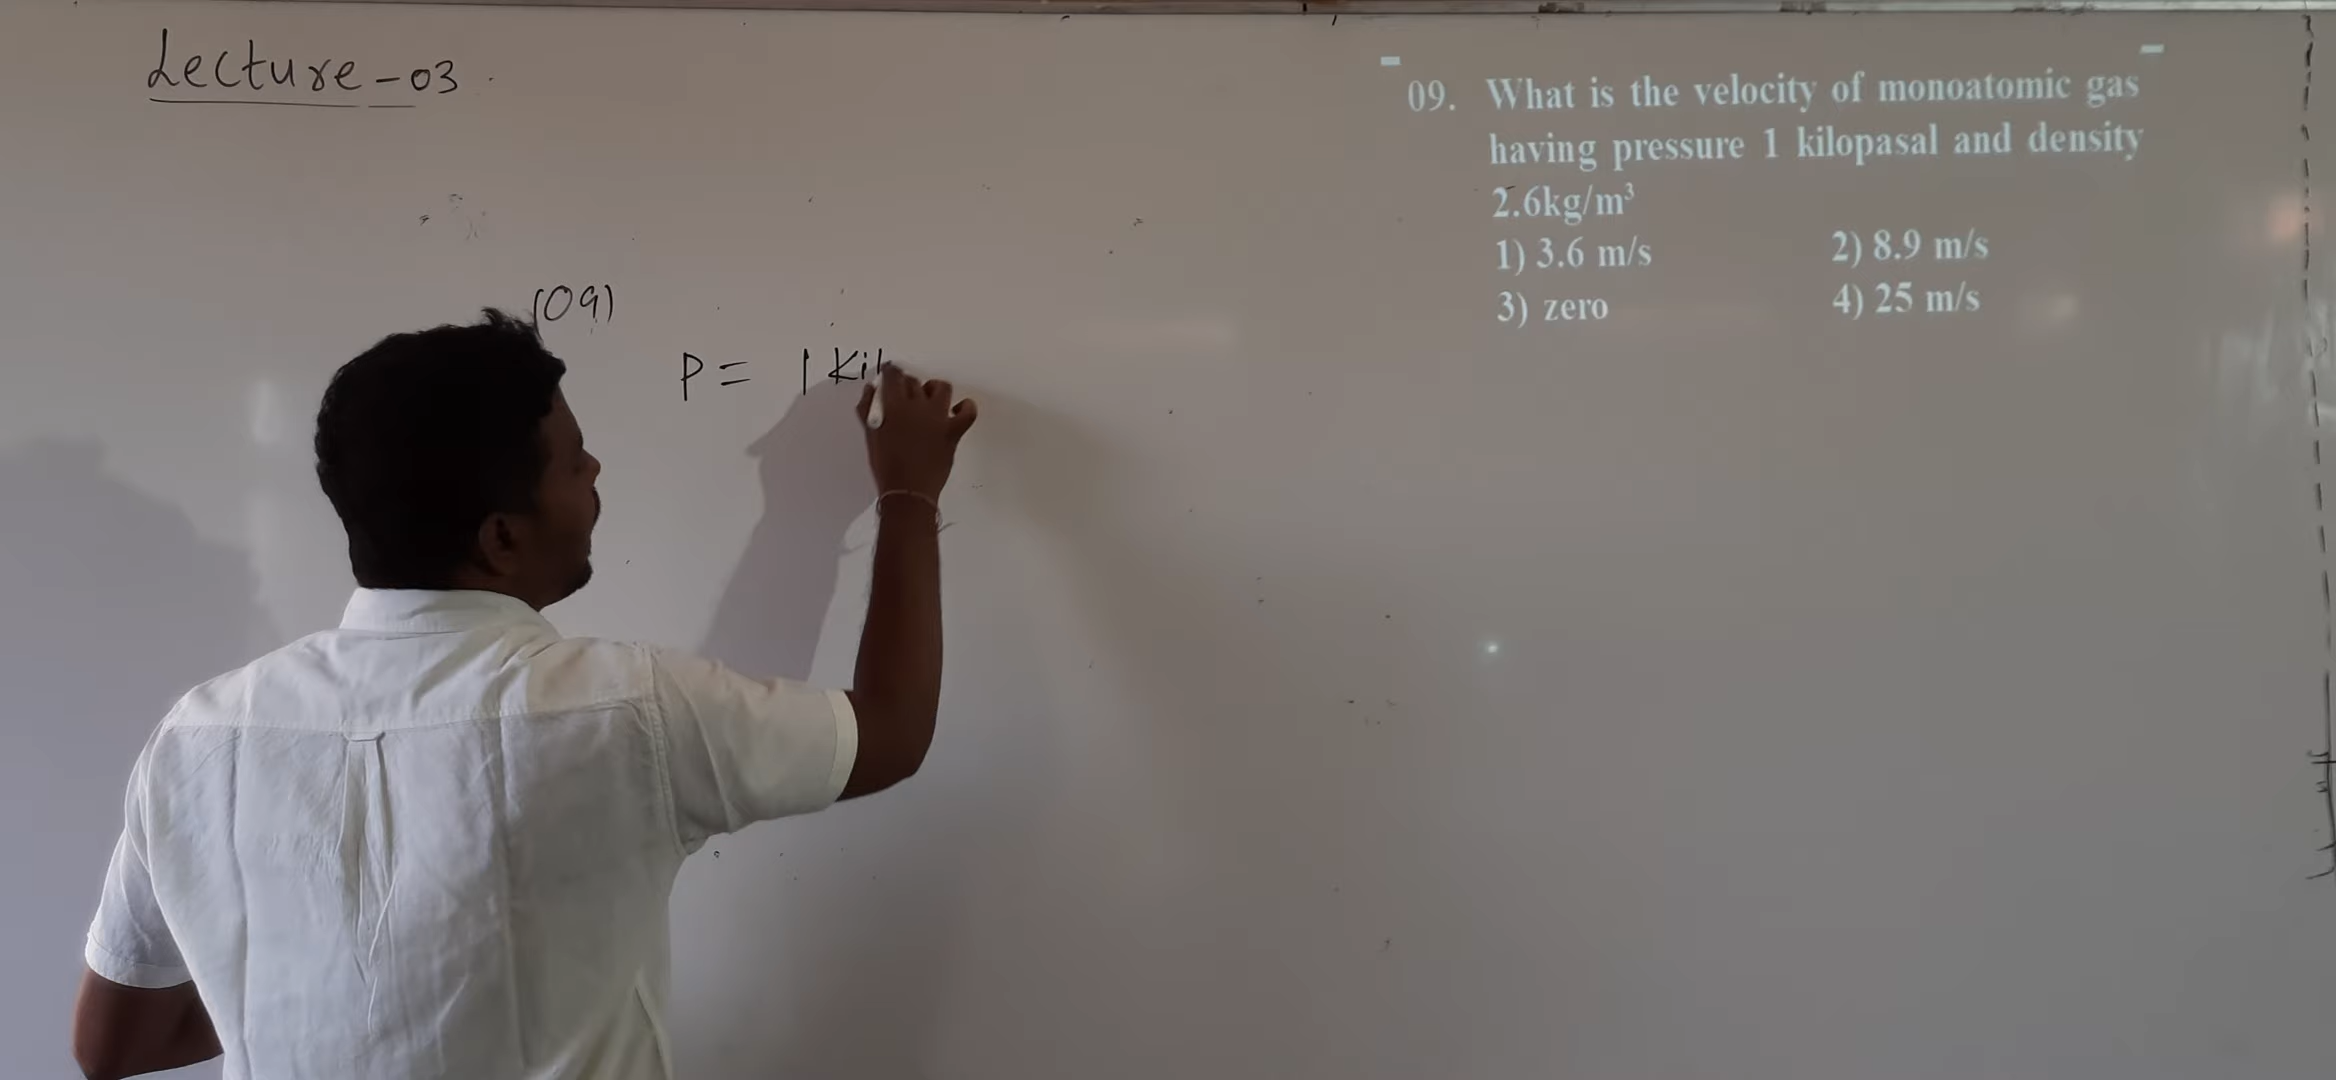 Lecture-03
09. What is the velocity of monoatomic gas
having pressure 1 kilopasal and density
2.6kg/m³
1) 3.6 m/s 2) 8.9 m/s
3) zero 4) 25 m/s
(09)
P = 1 Kil